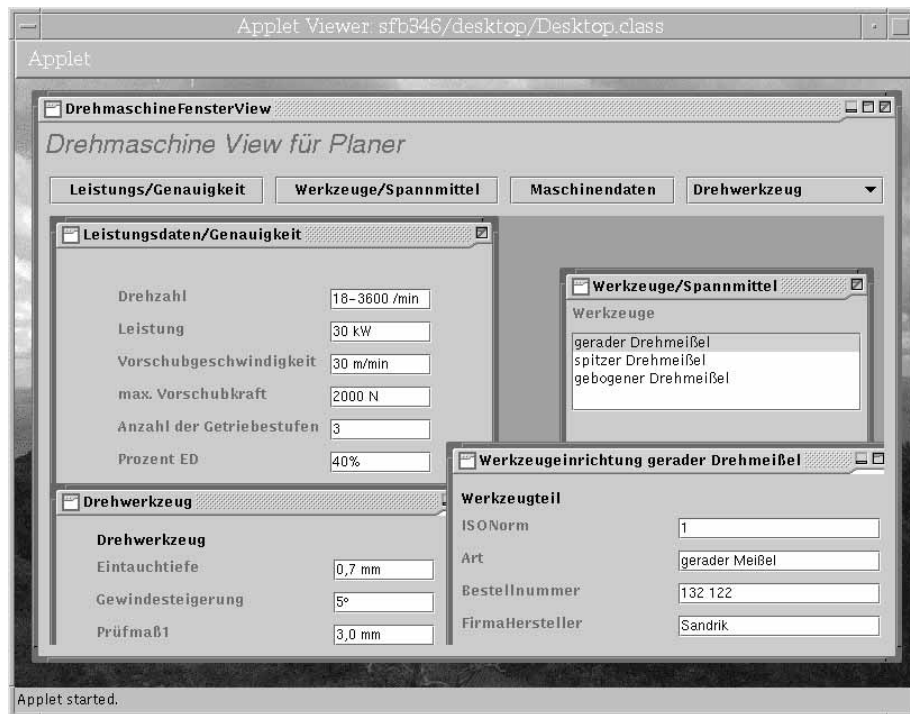 Applet Viewer: sfb346/desktop/Desktop.class
Applet
DrehmaschineFensterView
Drehmaschine View für Planer
Leistungs/Genauigkeit
Werkzeuge/Spannmittel
Maschinendaten
Drehwerkzeug
Leistungsdaten/Genauigkeit
Drehzahl 18-3600 /min
Leistung 30 kW
Vorschubgeschwindigkeit 30 m/min
max. Vorschubkraft 2000 N
Anzahl der Getriebestufen 3
Prozent ED 40%
Werkzeuge/Spannmittel
Werkzeuge
gerader Drehmeißel
spitzer Drehmeißel
gebogener Drehmeißel
Drehwerkzeug
Drehwerkzeug
Eintauchtiefe 0,7 mm
Gewindesteigerung 5°
Prüfmaß1 3,0 mm
Werkzeugeinrichtung gerader Drehmeißel
Werkzeugteil
ISONorm 1
Art gerader Meißel
Bestellnummer 132 122
FirmaHersteller Sandrik
Applet started.